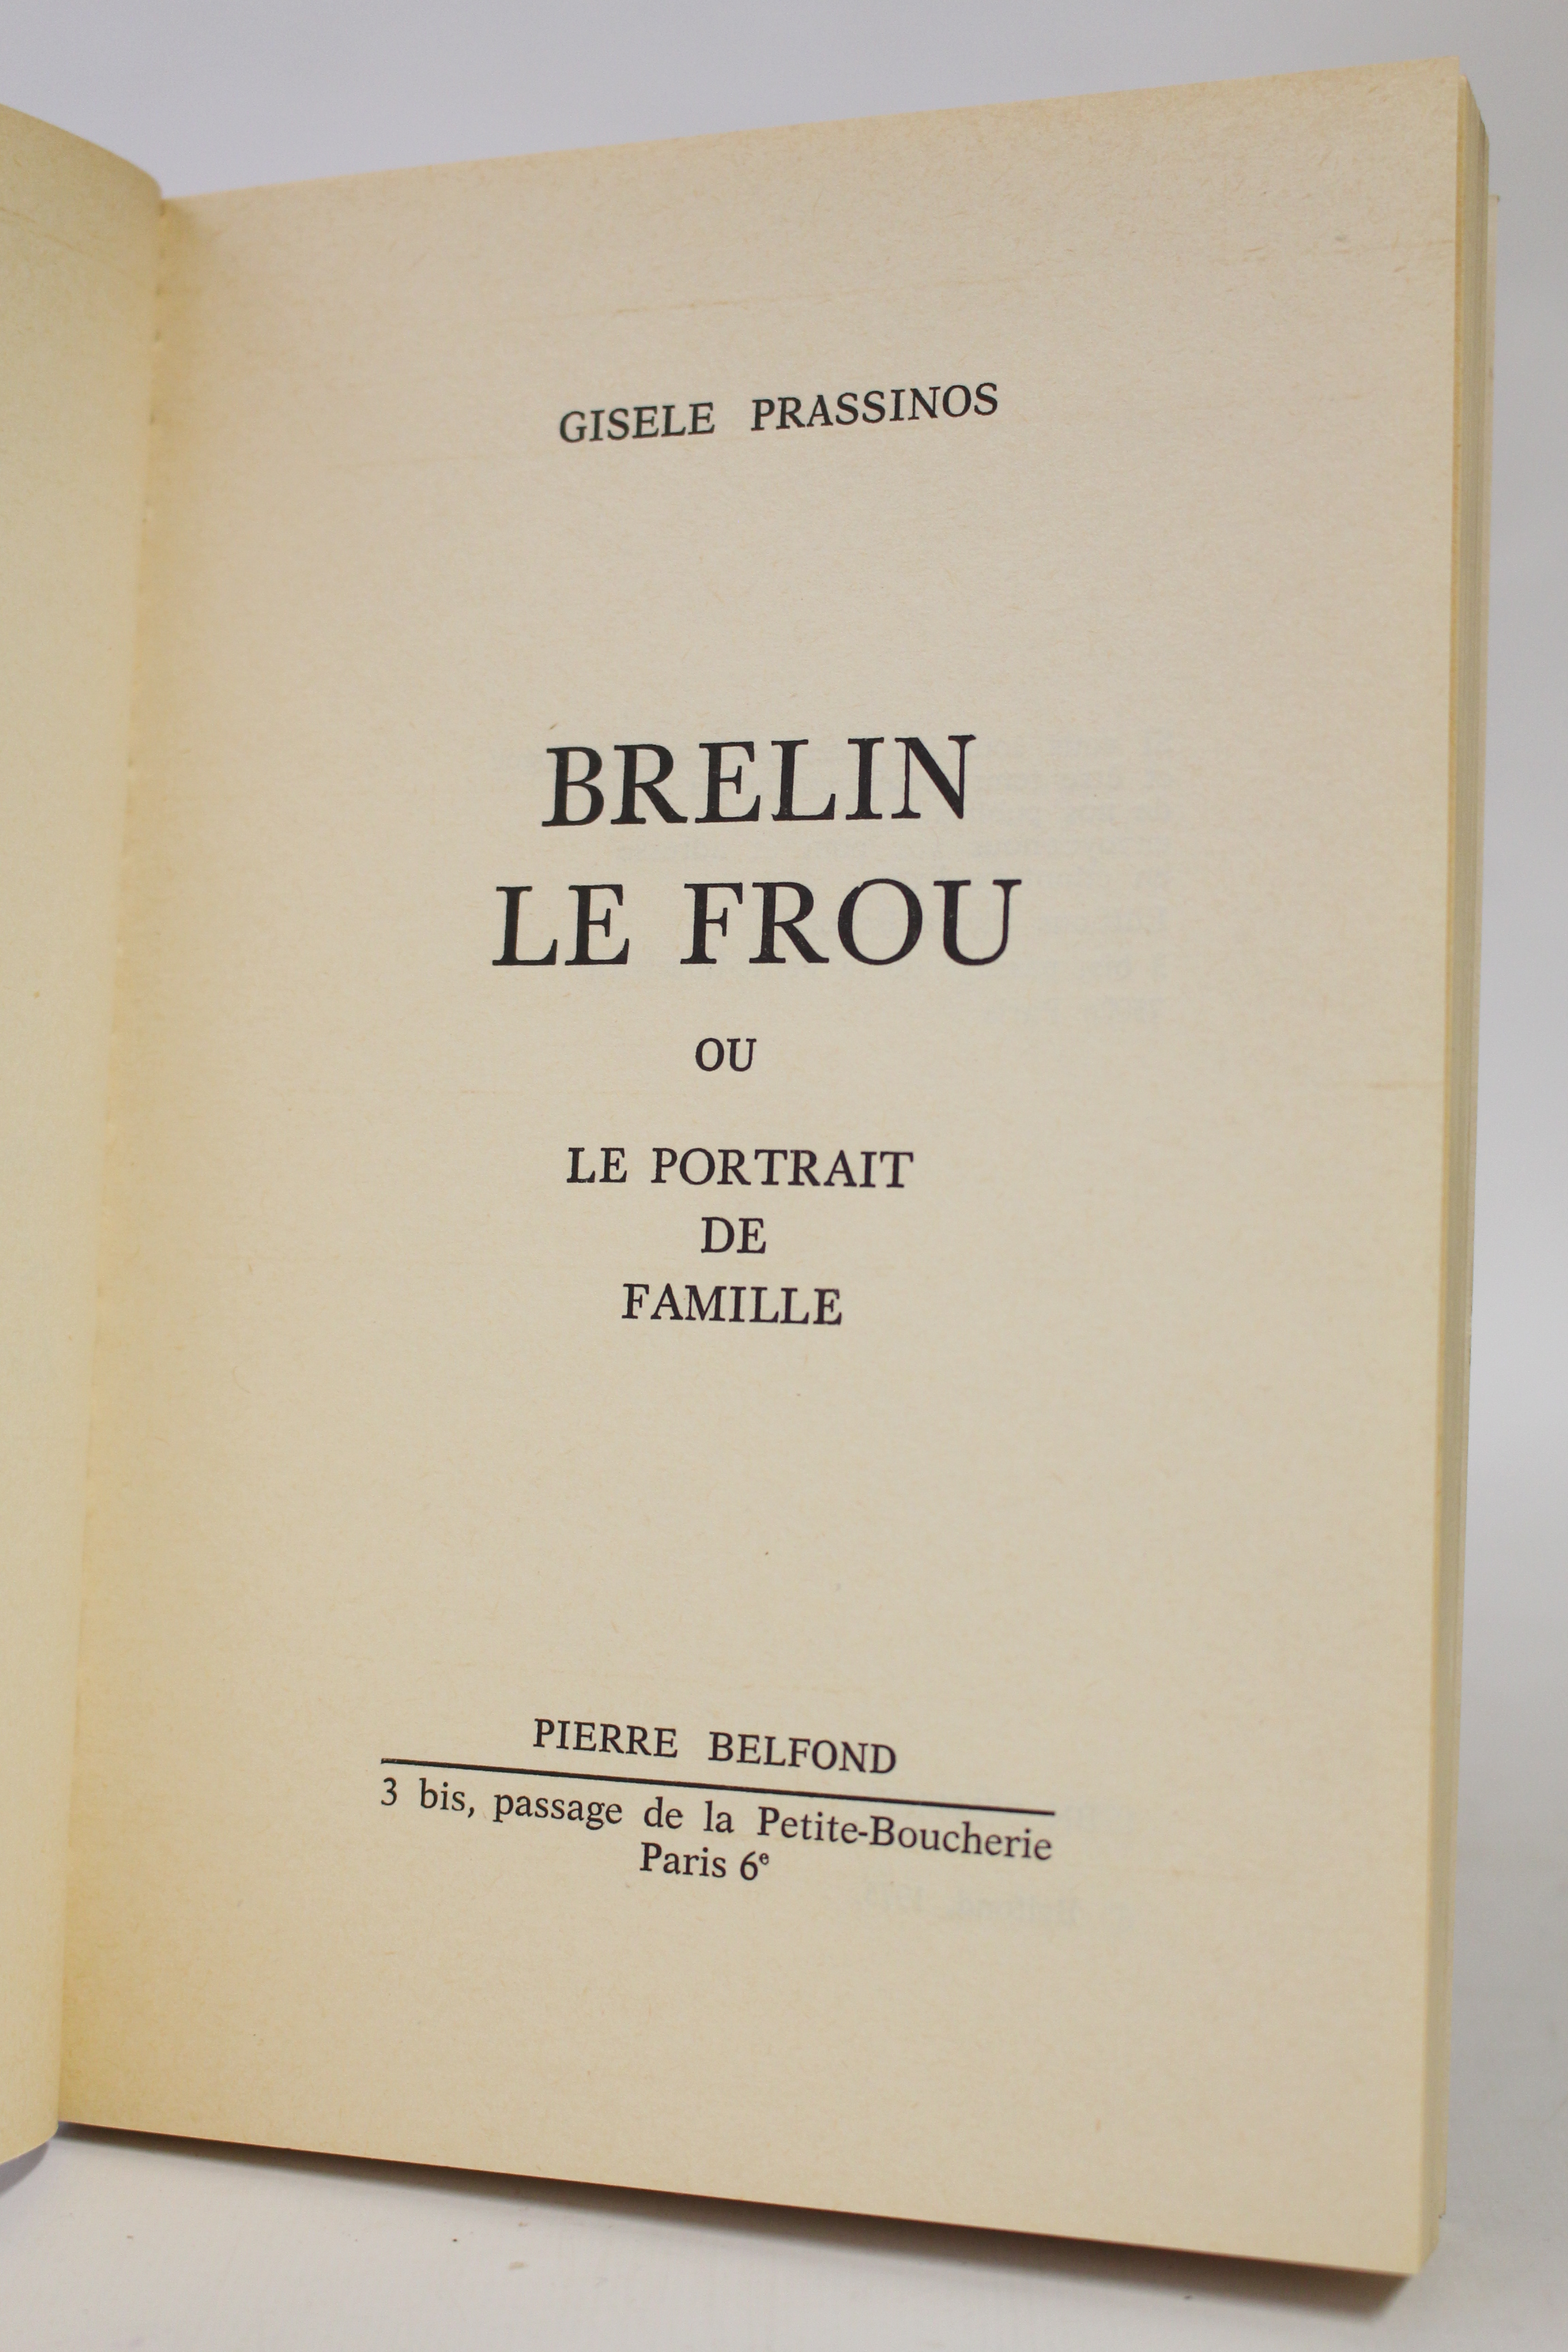 GISELE PRASSINOS
BRELIN
LE FROU
OU
LE PORTRAIT
DE
FAMILLE
PIERRE BELFOND
3 bis, passage de la Petite-Boucherie
Paris 6ᵉ